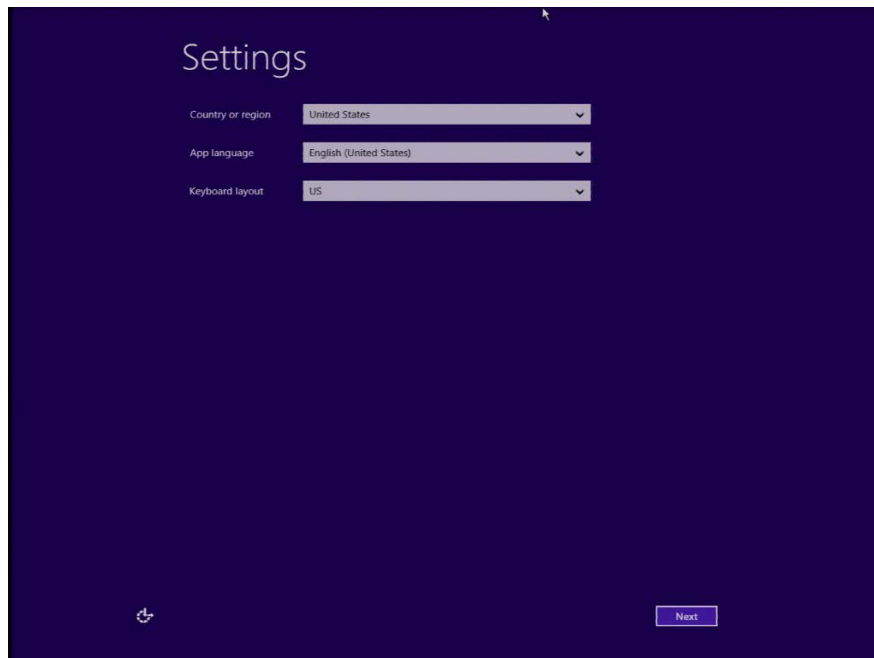 Settings
Country or region United States
App language English (United States)
Keyboard layout US
Next